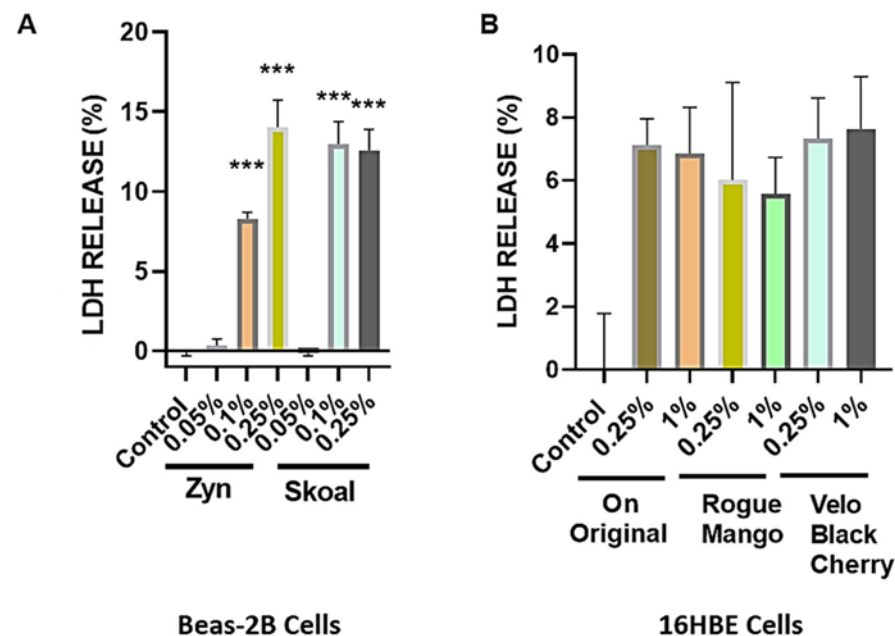 A
LDH RELEASE (%)
20
15
10
5
0
***
***
***
***
Control
0.05%
0.1%
0.25%
0.05%
0.1%
0.25%
Zyn
Skoal
Beas-2B Cells
B
LDH RELEASE (%)
10
8
6
4
2
0
Control
0.25%
1%
0.25%
1%
0.25%
1%
On
Original
Rogue
Mango
Velo
Black
Cherry
16HBE Cells